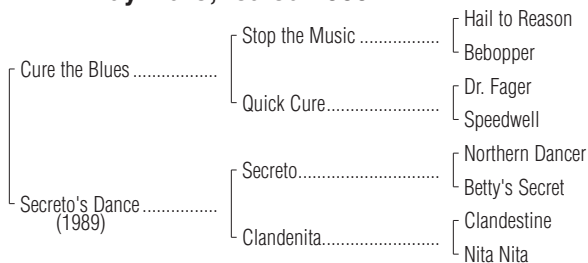 Hail to Reason
Stop the Music ..................
Bebopper
Cure the Blues ...................
Dr. Fager
Quick Cure.........................
Speedwell
Northern Dancer
Secreto...............................
Betty's Secret
Secreto's Dance .................
(1989)
Clandestine
Clandenita..........................
Nita Nita